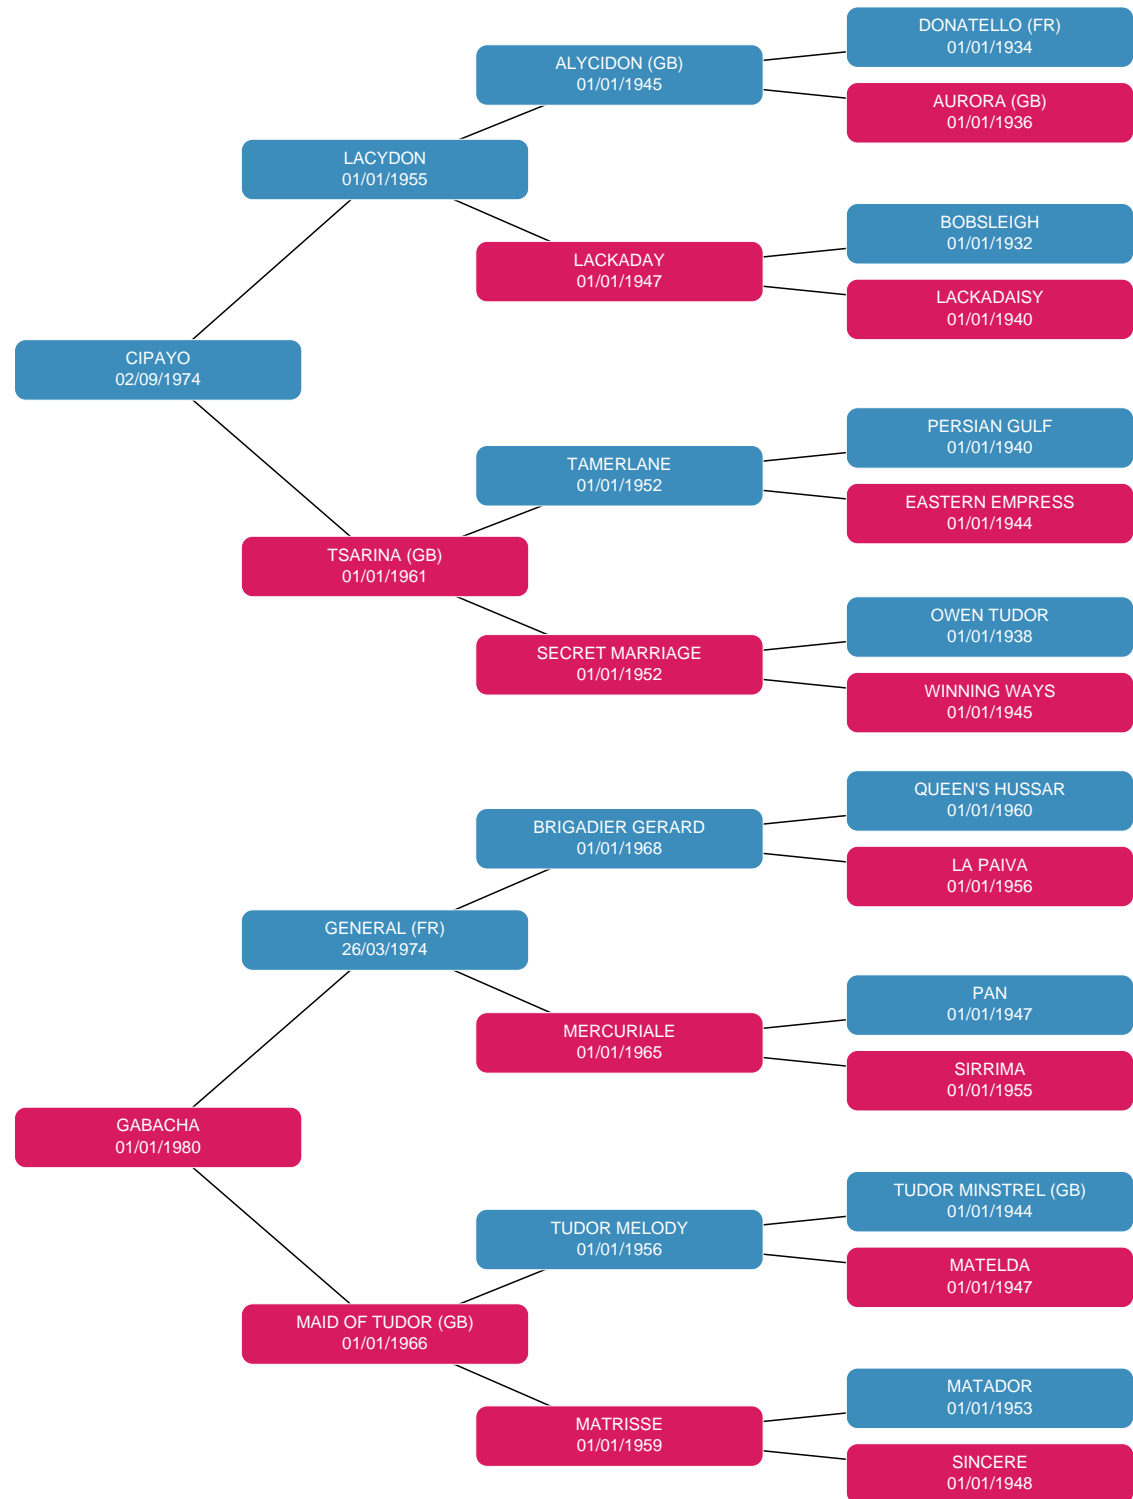 DONATELLO (FR)
01/01/1934
ALYCIDON (GB)
01/01/1945
AURORA (GB)
01/01/1936
LACYDON
01/01/1955
BOBSLEIGH
01/01/1932
LACKADAY
01/01/1947
LACKADAISY
01/01/1940
CIPAYO
02/09/1974
PERSIAN GULF
01/01/1940
TAMERLANE
01/01/1952
EASTERN EMPRESS
01/01/1944
TSARINA (GB)
01/01/1961
OWEN TUDOR
01/01/1938
SECRET MARRIAGE
01/01/1952
WINNING WAYS
01/01/1945
QUEEN'S HUSSAR
01/01/1960
BRIGADIER GERARD
01/01/1968
LA PAIVA
01/01/1956
GENERAL (FR)
26/03/1974
PAN
01/01/1947
MERCURIALE
01/01/1965
SIRRIMA
01/01/1955
GABACHA
01/01/1980
TUDOR MINSTREL (GB)
01/01/1944
TUDOR MELODY
01/01/1956
MATELDA
01/01/1947
MAID OF TUDOR (GB)
01/01/1966
MATADOR
01/01/1953
MATRISSE
01/01/1959
SINCERE
01/01/1948